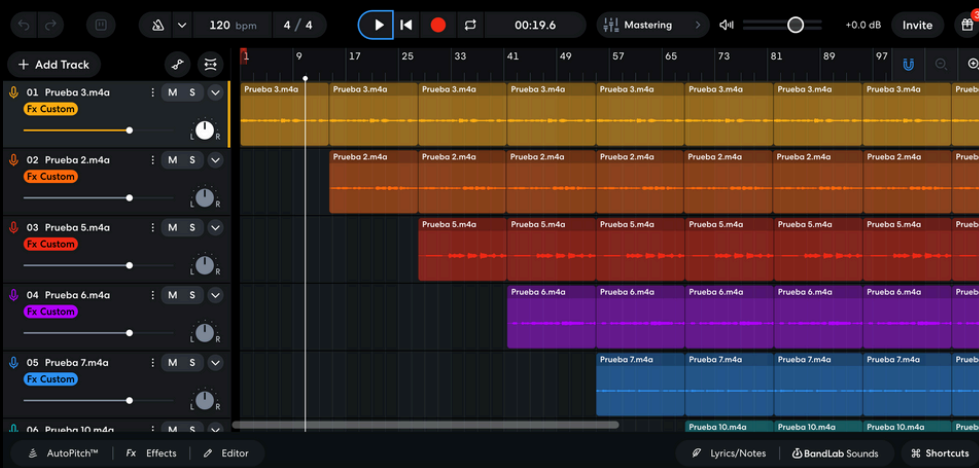 120 bpm 4 / 4 00:19.6 Mastering +0.0 dB Invite
Add Track 1 9 17 25 33 41 49 57 65 73 81 89 97
01 Prueba 3.m4a M S Prueba 3.m4a Prueba 3.m4a Prueba 3.m4a Prueba 3.m4a Prueba 3.m4a Prueba 3.m4a Prueba 3.m4a Prueba 3.m4a Prueb
Fx Custom
L R
02 Prueba 2.m4a M S Prueba 2.m4a Prueba 2.m4a Prueba 2.m4a Prueba 2.m4a Prueba 2.m4a Prueba 2.m4a Prueba 2.m4a Prueb
Fx Custom
L R
03 Prueba 5.m4a M S Prueba 5.m4a Prueba 5.m4a Prueba 5.m4a Prueba 5.m4a Prueba 5.m4a Prueba 5.m4a Prueb
Fx Custom
L R
04 Prueba 6.m4a M S Prueba 6.m4a Prueba 6.m4a Prueba 6.m4a Prueba 6.m4a Prueba 6.m4a Prueb
Fx Custom
L R
05 Prueba 7.m4a M S Prueba 7.m4a Prueba 7.m4a Prueba 7.m4a Prueba 7.m4a Prueb
Fx Custom
L R
06 Prueba 10.m4a M S Prueba 10.m4a Prueba 10.m4a Prueba 10.m4a Prueb
AutoPitch™ Fx Effects Editor Lyrics/Notes BandLab Sounds ⌘ Shortcuts